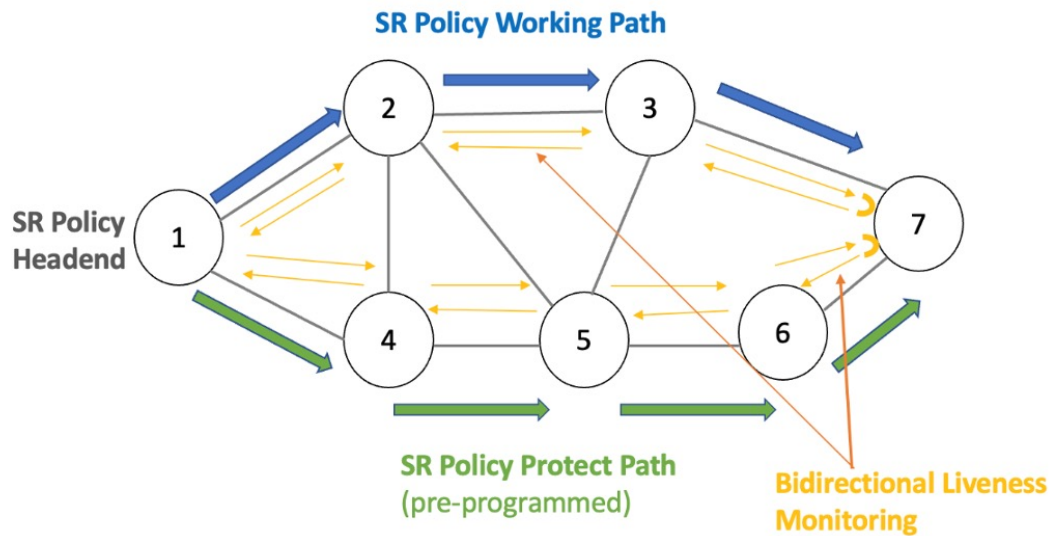 SR Policy Working Path
2
3
SR Policy
Headend
1
7
4
5
6
SR Policy Protect Path
(pre-programmed)
Bidirectional Liveness
Monitoring